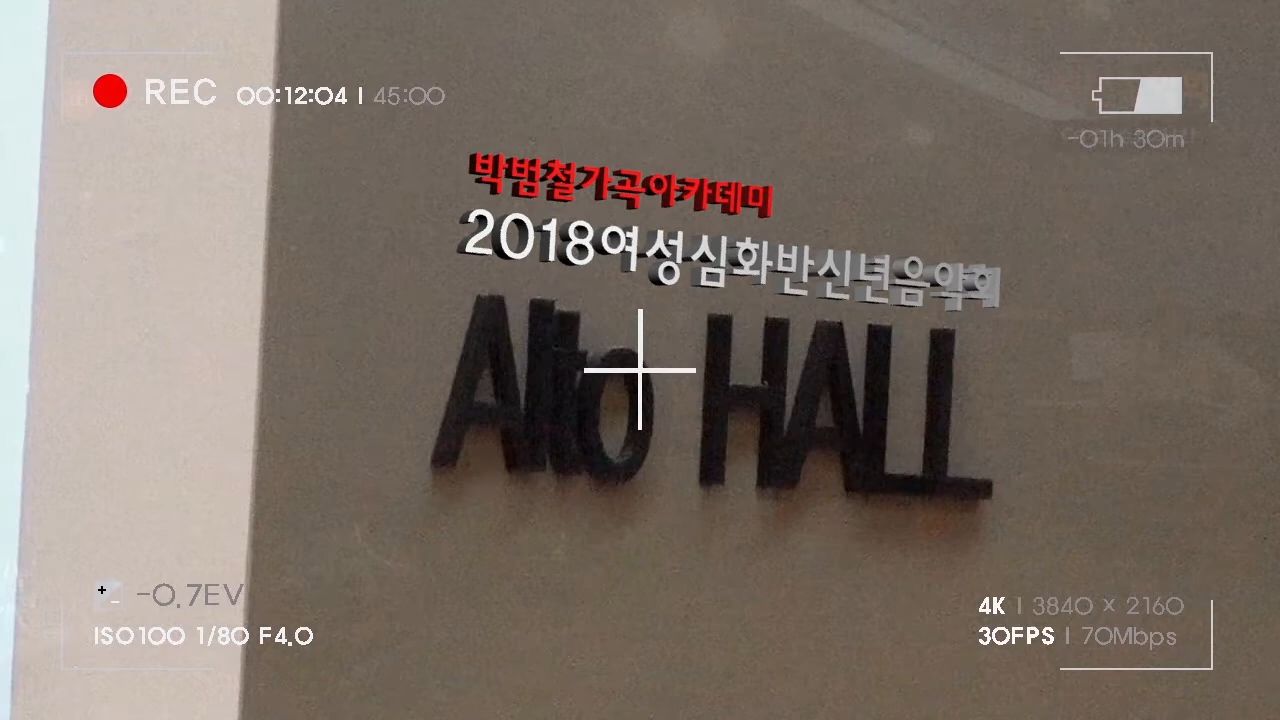 REC 00:12:04 | 45:00
-01h 30m
박범철가곡아카데미
2018여성심화반신년음악회
Alto HALL
+- -0.7EV
ISO100 1/80 F4.0
4K | 3840 × 2160
30FPS | 70Mbps